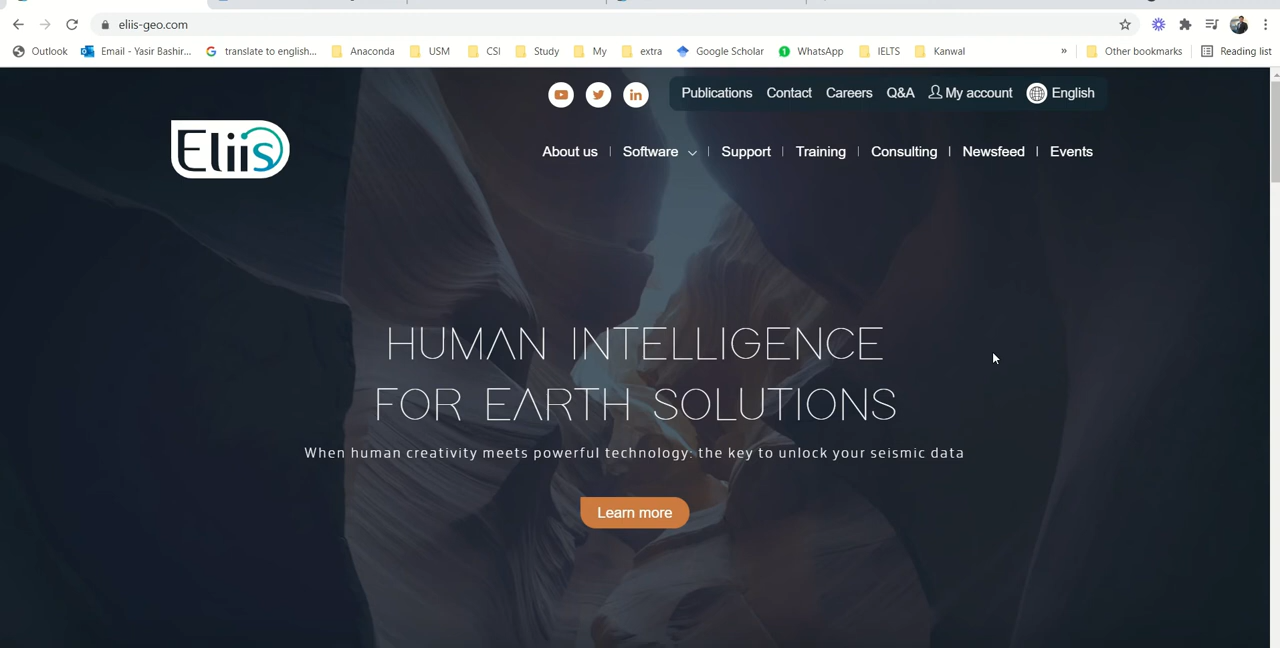 eliis-geo.com
Outlook
Email - Yasir Bashir...
translate to english...
Anaconda
USM
CSI
Study
My
extra
Google Scholar
WhatsApp
IELTS
Kanwal
»
Other bookmarks
Reading list
Publications Contact Careers Q&A My account English
Eliis
About us | Software | Support | Training | Consulting | Newsfeed | Events
HUMAN INTELLIGENCE
FOR EARTH SOLUTIONS
When human creativity meets powerful technology: the key to unlock your seismic data
Learn more